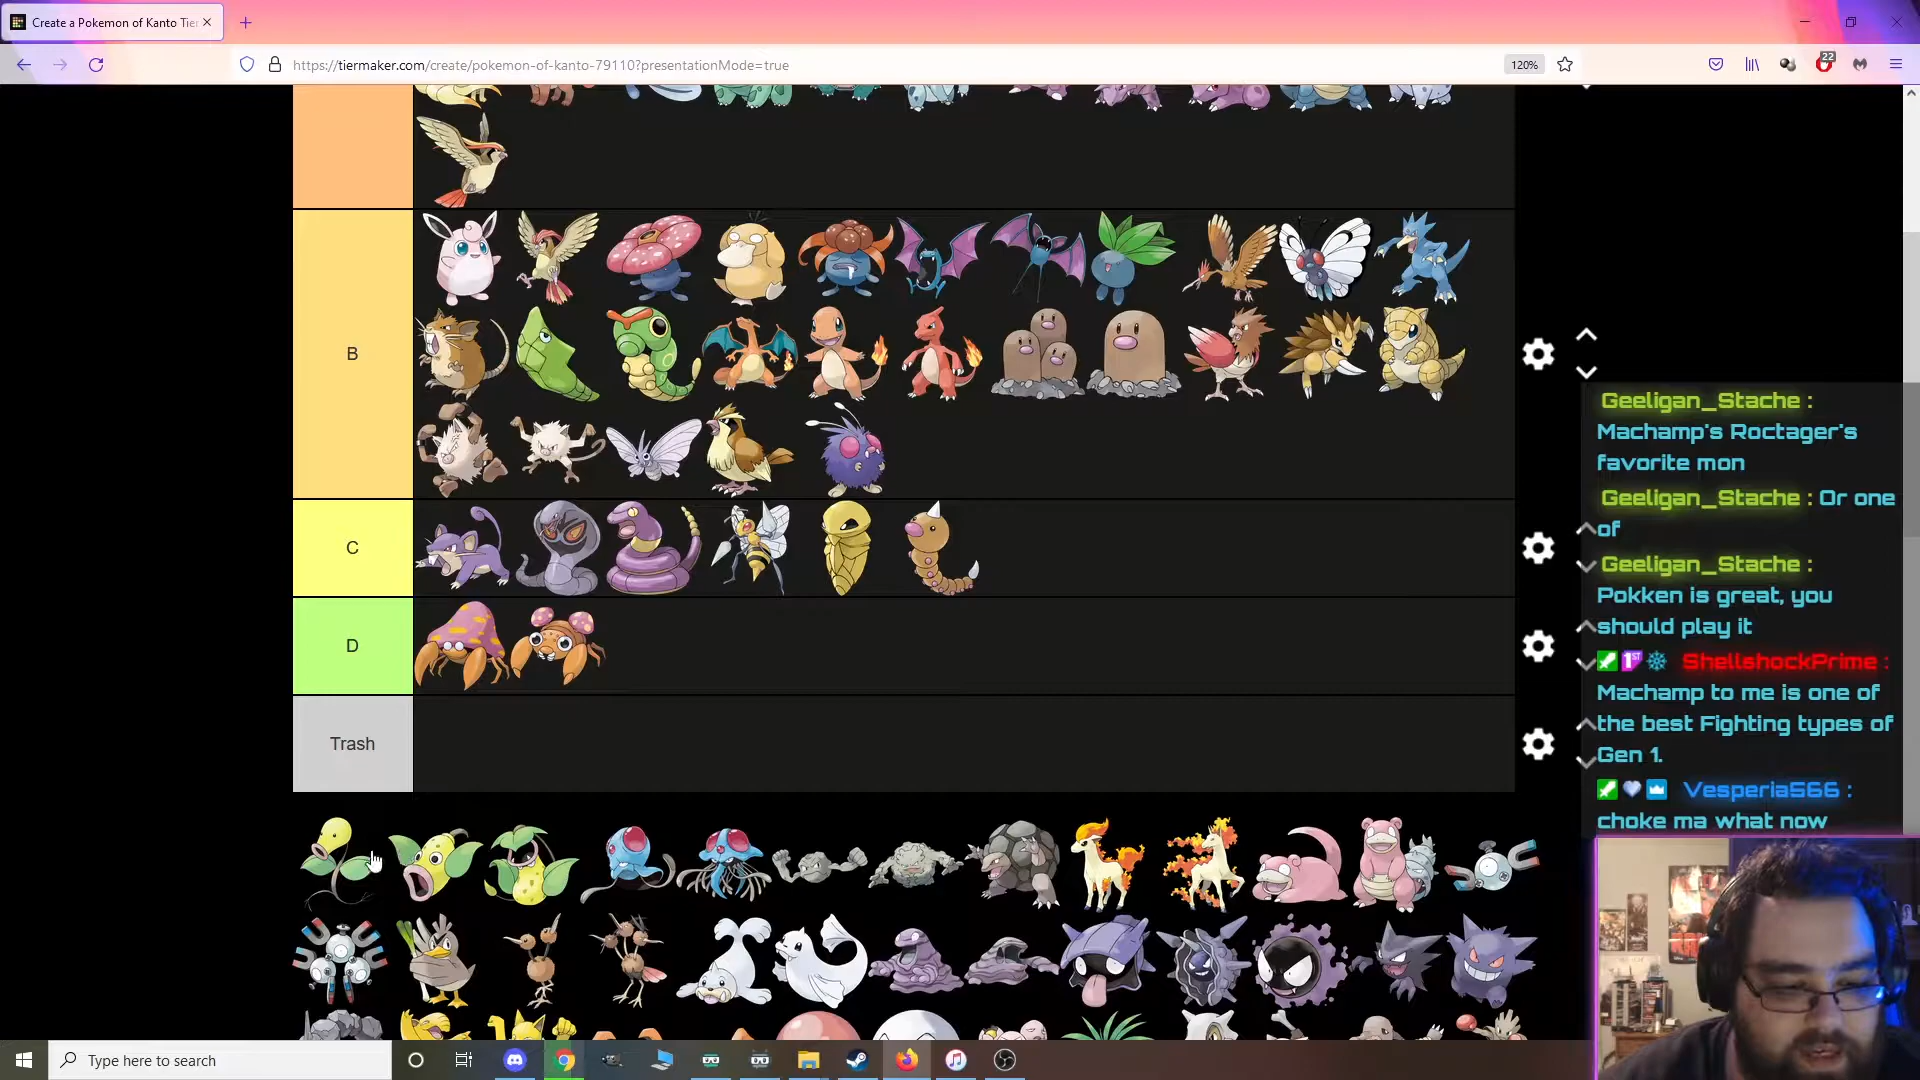 Create a Pokemon of Kanto Tier
https://tiermaker.com/create/pokemon-of-kanto-79110?presentationMode=true
120%
22
B
C
D
Trash
Geeligan_Stache :
Machamp's Roctager's
favorite mon
Geeligan_Stache : Or one
of
Geeligan_Stache :
Pokken is great, you
should play it
1ST ShellshockPrime :
Machamp to me is one of
the best Fighting types of
Gen 1.
Vesperia566 :
choke ma what now
Type here to search